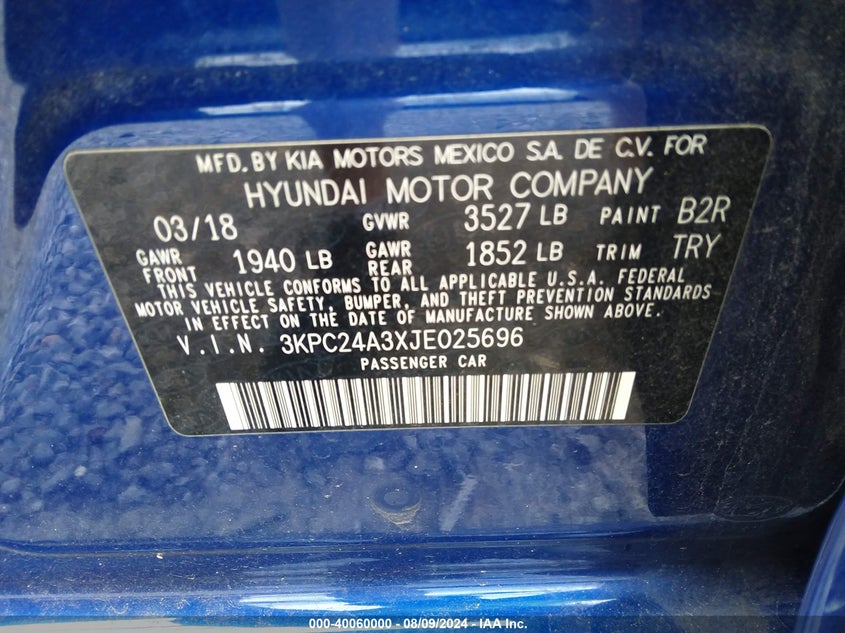 MFD. BY KIA MOTORS MEXICO S.A. DE C.V. FOR
HYUNDAI MOTOR COMPANY
03/18 GVWR 3527 LB PAINT B2R
GAWR FRONT 1940 LB GAWR REAR 1852 LB TRIM TRY
THIS VEHICLE CONFORMS TO ALL APPLICABLE U.S.A. FEDERAL
MOTOR VEHICLE SAFETY, BUMPER, AND THEFT PREVENTION STANDARDS
IN EFFECT ON THE DATE OF MANUFACTURE SHOWN ABOVE.
V.I.N. 3KPC24A3XJE025696
PASSENGER CAR
000-40060000 - 08/09/2024 - IAA Inc.